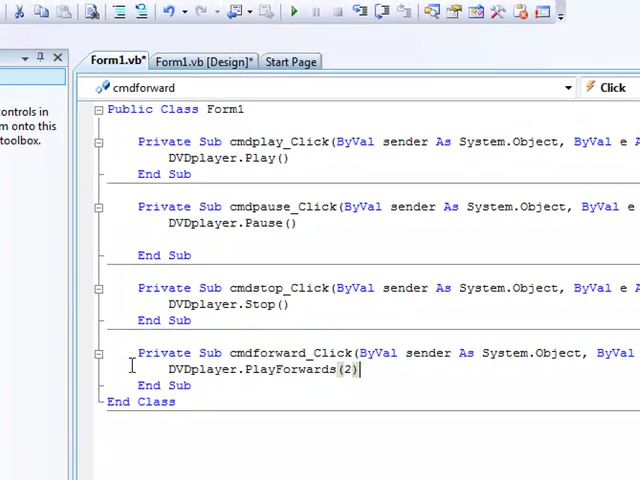 Form1.vb*
Form1.vb [Design]*
Start Page
cmdforward
Click
ontrols in
m onto this
toolbox.
Public Class Form1
Private Sub cmdplay_Click(ByVal sender As System.Object, ByVal e A
DVDplayer.Play()
End Sub
Private Sub cmdpause_Click(ByVal sender As System.Object, ByVal e
DVDplayer.Pause()
End Sub
Private Sub cmdstop_Click(ByVal sender As System.Object, ByVal e A
DVDplayer.Stop()
End Sub
Private Sub cmdforward_Click(ByVal sender As System.Object, ByVal
DVDplayer.PlayForwards(2)
End Sub
End Class